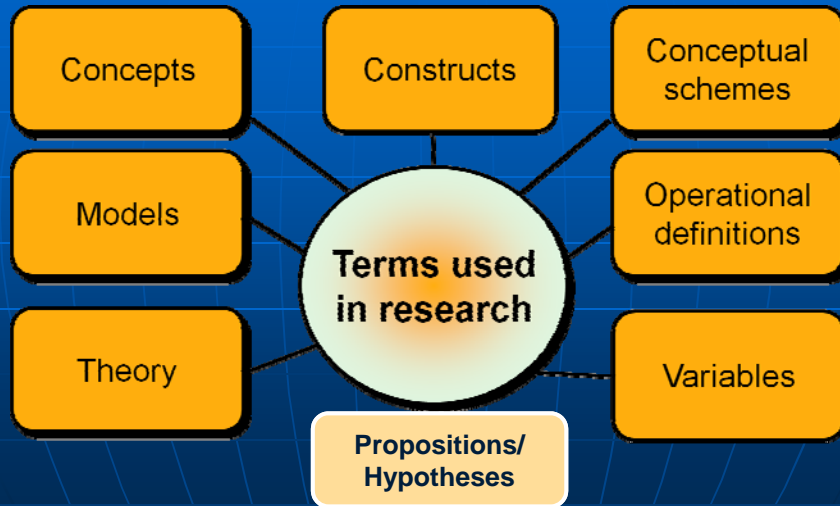 Concepts
Constructs
Conceptual
schemes
Models
Operational
definitions
Terms used
in research
Theory
Variables
Propositions/
Hypotheses